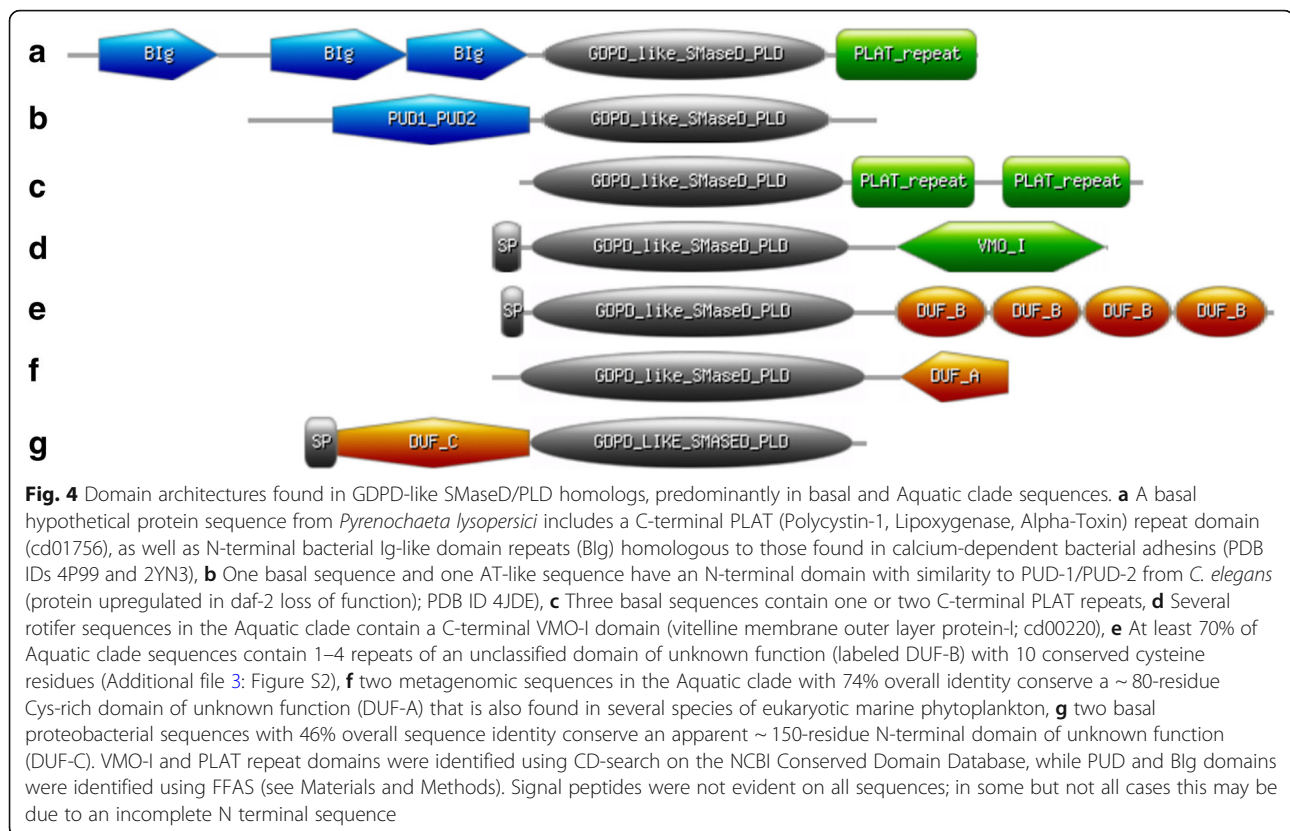 a BIg BIg BIg GDPD_like_SMaseD_PLD PLAT_repeat
b PUD1_PUD2 GDPD_like_SMaseD_PLD
c GDPD_like_SMaseD_PLD PLAT_repeat PLAT_repeat
d SP GDPD_like_SMaseD_PLD VMO_I
e SP GDPD_like_SMaseD_PLD DUF_B DUF_B DUF_B DUF_B
f GDPD_like_SMaseD_PLD DUF_A
g SP DUF_C GDPD_LIKE_SMASED_PLD
Fig. 4 Domain architectures found in GDPD-like SMaseD/PLD homologs, predominantly in basal and Aquatic clade sequences. a A basal
hypothetical protein sequence from Pyrenochaeta lysopersici includes a C-terminal PLAT (Polycystin-1, Lipoxygenase, Alpha-Toxin) repeat domain
(cd01756), as well as N-terminal bacterial Ig-like domain repeats (BIg) homologous to those found in calcium-dependent bacterial adhesins (PDB
IDs 4P99 and 2YN3), b One basal sequence and one AT-like sequence have an N-terminal domain with similarity to PUD-1/PUD-2 from C. elegans
(protein upregulated in daf-2 loss of function); PDB ID 4JDE), c Three basal sequences contain one or two C-terminal PLAT repeats, d Several
rotifer sequences in the Aquatic clade contain a C-terminal VMO-I domain (vitelline membrane outer layer protein-I; cd00220), e At least 70% of
Aquatic clade sequences contain 1–4 repeats of an unclassified domain of unknown function (labeled DUF-B) with 10 conserved cysteine
residues (Additional file 3: Figure S2), f two metagenomic sequences in the Aquatic clade with 74% overall identity conserve a ~ 80-residue
Cys-rich domain of unknown function (DUF-A) that is also found in several species of eukaryotic marine phytoplankton, g two basal
proteobacterial sequences with 46% overall sequence identity conserve an apparent ~ 150-residue N-terminal domain of unknown function
(DUF-C). VMO-I and PLAT repeat domains were identified using CD-search on the NCBI Conserved Domain Database, while PUD and BIg domains
were identified using FFAS (see Materials and Methods). Signal peptides were not evident on all sequences; in some but not all cases this may be
due to an incomplete N terminal sequence